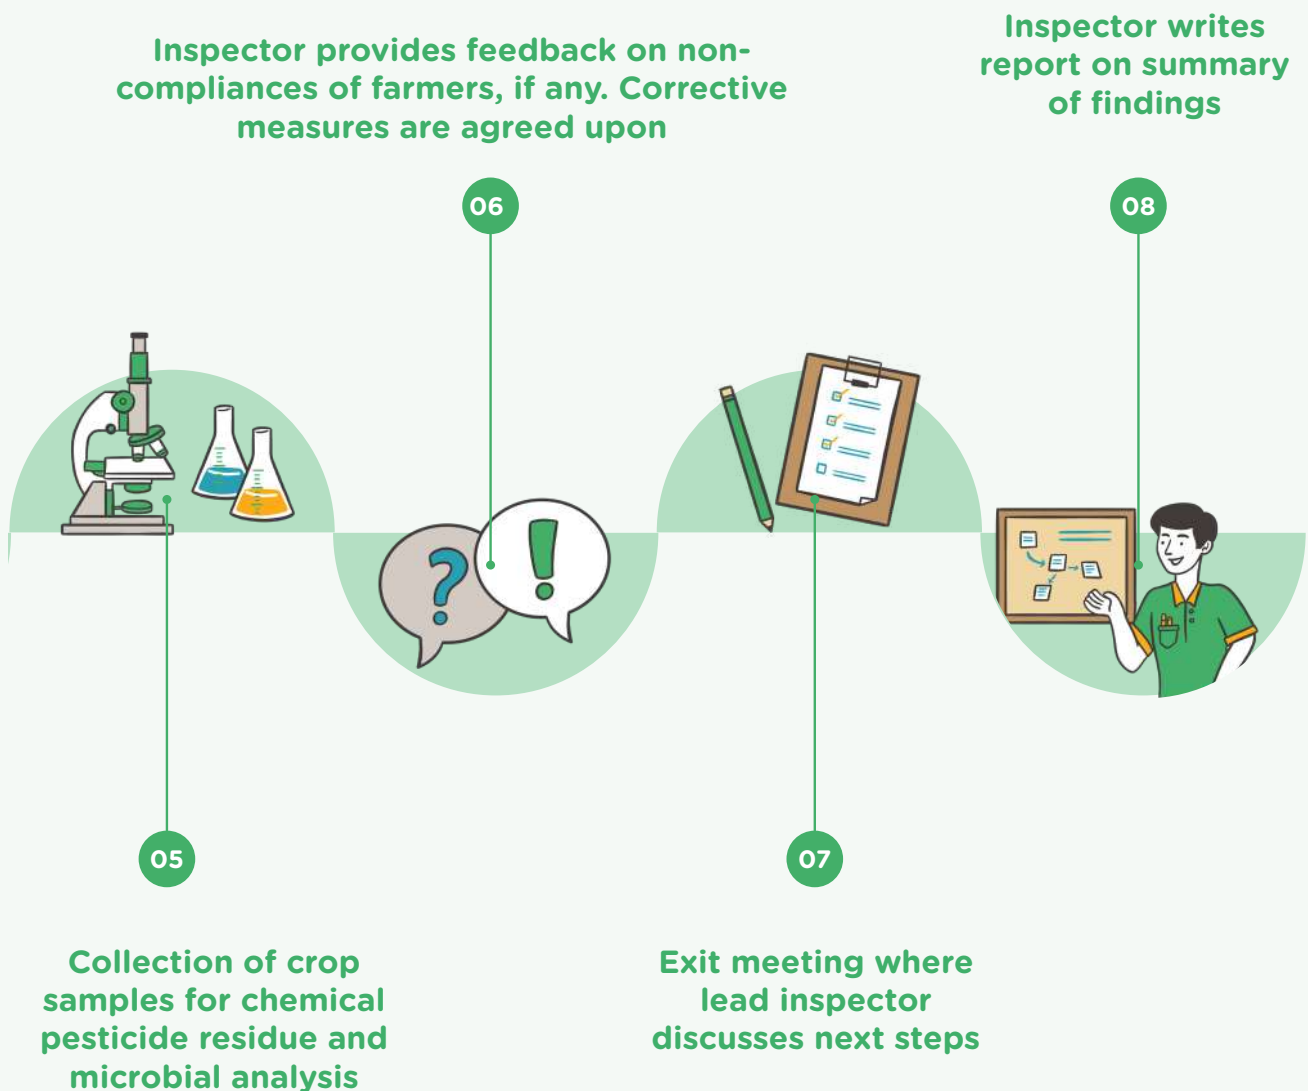 Inspector provides feedback on non-
compliances of farmers, if any. Corrective
measures are agreed upon
Inspector writes
report on summary
of findings
06
08
?
!
05
07
Collection of crop
samples for chemical
pesticide residue and
microbial analysis
Exit meeting where
lead inspector
discusses next steps